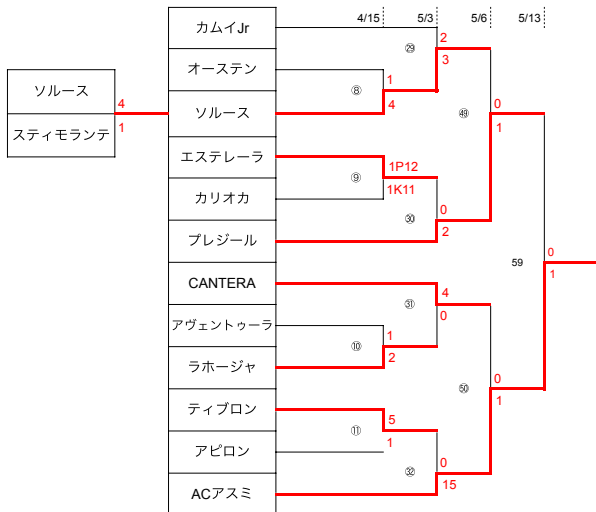 4/15 5/3 5/6 5/13
カムイJr
㉙
2
3
オーステン
⑧
1
4
ソルース
ソルース
4
1
スティモランテ
㊾
0
1
エステレーラ
⑨
1P12
1K11
カリオカ
㉚
0
2
プレジール
59
0
1
CANTERA
㉛
4
0
アヴェントゥーラ
⑩
1
2
ラホージャ
㊿
0
1
ティブロン
⑪
5
1
アピロン
㉜
0
15
ACアスミ